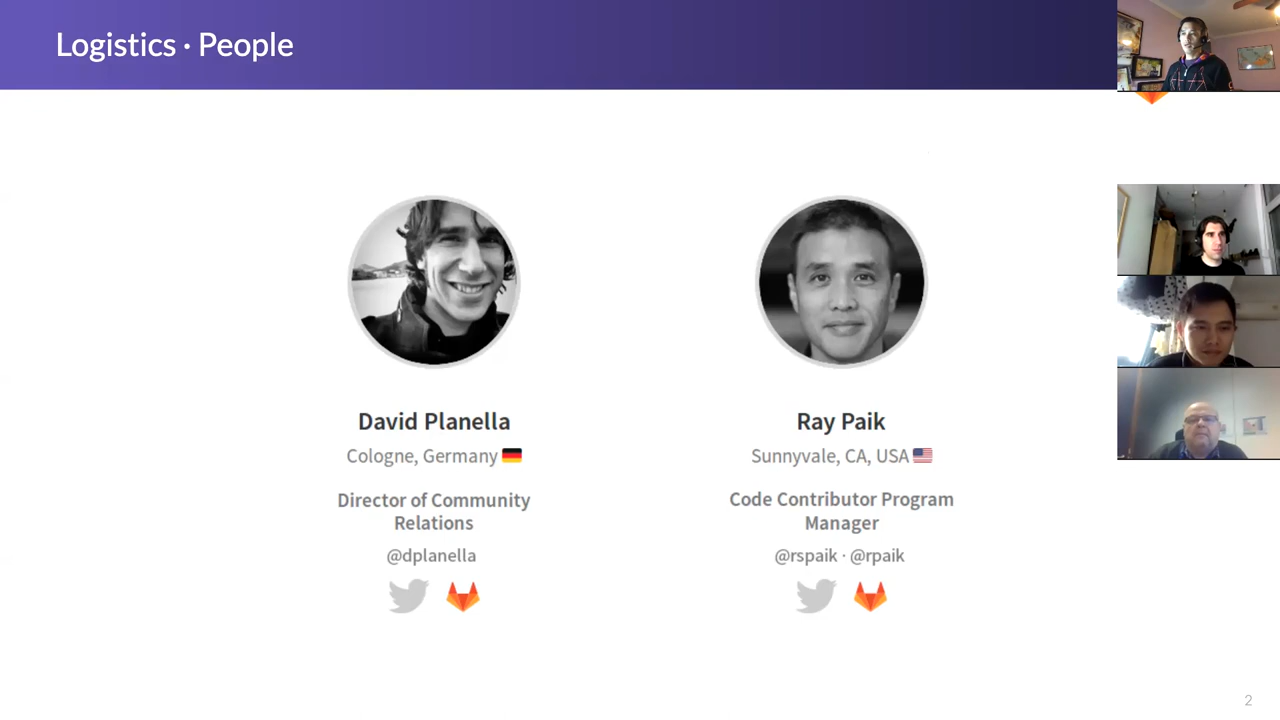 Logistics · People
David Planella
Cologne, Germany
Director of Community
Relations
@dplanella
Ray Paik
Sunnyvale, CA, USA
Code Contributor Program
Manager
@rspaik · @rpaik
2